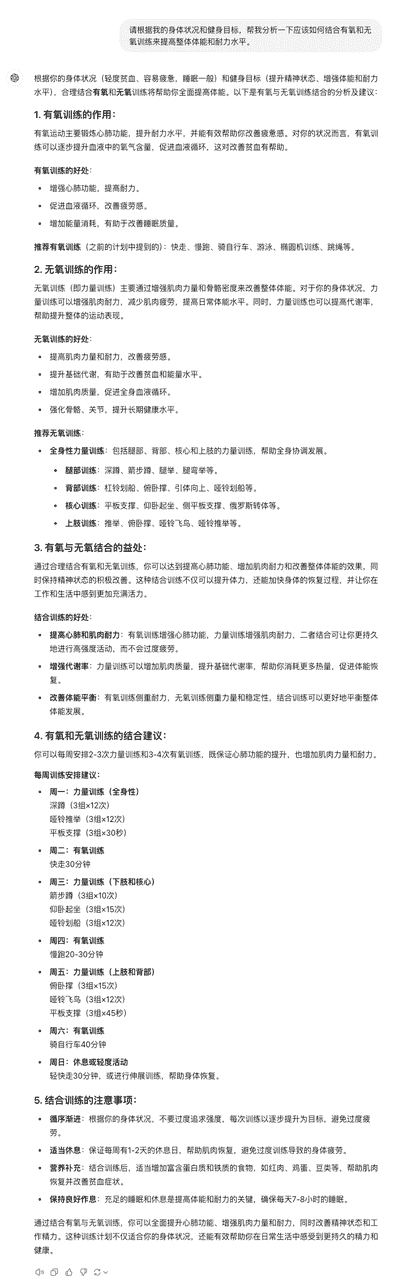 请根据我的身体状况和健身目标，帮我分析一下应该如何结合有氧和无
氧训练来提高整体体能和耐力水平。
根据你的身体状况（轻度贫血、容易疲惫，睡眠一般）和健身目标（提升精神状态、增强体能和耐力
水平），合理结合有氧和无氧训练将帮助你全面提高体能。以下是有氧与无氧训练结合的分析及建议：
1. 有氧训练的作用：
有氧运动主要锻炼心肺功能，提升耐力水平，并能有效帮助你改善疲惫感。对你的状况而言，有氧训
练可以逐步提升血液中的氧气含量，促进血液循环，这对改善贫血有帮助。
有氧训练的好处：
• 增强心肺功能，提高耐力。
• 促进血液循环，改善疲劳感。
• 增加能量消耗，有助于改善睡眠质量。
推荐有氧训练（之前的计划中提到的）：快走、慢跑、骑自行车、游泳、椭圆机训练、跳绳等。
2. 无氧训练的作用：
无氧训练（即力量训练）主要通过增强肌肉力量和骨骼密度来改善整体体能。对于你的身体状况，力
量训练可以增强肌肉耐力，减少肌肉疲劳，提高日常体能水平。同时，力量训练也可以提高代谢率，
帮助提升整体的运动表现。
无氧训练的好处：
• 提高肌肉力量和耐力，改善疲劳感。
• 提升基础代谢，有助于改善贫血和能量水平。
• 增加肌肉质量，促进全身血液循环。
• 强化骨骼、关节，提升长期健康水平。
推荐无氧训练：
• 全身性力量训练：包括腿部、背部、核心和上肢的力量训练，帮助全身协调发展。
• 腿部训练：深蹲、箭步蹲、腿举、腿弯举等。
• 背部训练：杠铃划船、俯卧撑、引体向上、哑铃划船等。
• 核心训练：平板支撑、仰卧起坐、侧平板支撑、俄罗斯转体等。
• 上肢训练：推举、俯卧撑、哑铃飞鸟、哑铃推举等。
3. 有氧与无氧结合的益处：
通过合理结合有氧和无氧训练，你可以达到提高心肺功能、增加肌肉耐力和改善整体体能的效果，同
时保持精神状态的积极改善。这种结合训练不仅可以提升体力，还能加快身体的恢复过程，并让你在
工作和生活中感到更加充满活力。
结合训练的好处：
• 提高心肺和肌肉耐力：有氧训练增强心肺功能，力量训练增强肌肉耐力，二者结合可让你更持久
地进行高强度活动，而不会过度疲劳。
• 增强代谢率：力量训练可以增加肌肉质量，提升基础代谢率，帮助你消耗更多热量，促进体能恢
复。
• 改善体能平衡：有氧训练侧重耐力，无氧训练侧重力量和稳定性，结合训练可以更好地平衡整体
体能发展。
4. 有氧和无氧训练的结合建议：
你可以每周安排2-3次力量训练和3-4次有氧训练，既保证心肺功能的提升，也增加肌肉力量和耐力。
每周训练安排建议：
• 周一：力量训练（全身性）
深蹲（3组×12次）
哑铃推举（3组×12次）
平板支撑（3组×30秒）
• 周二：有氧训练
快走30分钟
• 周三：力量训练（下肢和核心）
箭步蹲（3组×10次）
仰卧起坐（3组×15次）
哑铃划船（3组×12次）
• 周四：有氧训练
慢跑20-30分钟
• 周五：力量训练（上肢和背部）
俯卧撑（3组×15次）
哑铃飞鸟（3组×12次）
平板支撑（3组×45秒）
• 周六：有氧训练
骑自行车40分钟
• 周日：休息或轻度活动
轻快走30分钟，或进行伸展训练，帮助身体恢复。
5. 结合训练的注意事项：
• 循序渐进：根据你的身体状况，不要过度追求强度，每次训练以逐步提升为目标，避免过度疲
劳。
• 适当休息：保证每周有1-2天的休息日，帮助肌肉恢复，避免过度训练导致的身体疲劳。
• 营养补充：结合训练后，适当增加富含蛋白质和铁质的食物，如红肉、鸡蛋、豆类等，帮助肌肉
恢复并改善贫血症状。
• 保持良好作息：充足的睡眠和休息是提高体能和耐力的关键，确保每天7-8小时的睡眠。
通过结合有氧与无氧训练，你可以全面提升心肺功能、增强肌肉力量和耐力，同时改善精神状态和工
作精力。这种训练计划不仅适合你的身体状况，还能有效帮助你在日常生活中感受到更持久的精力和
健康。